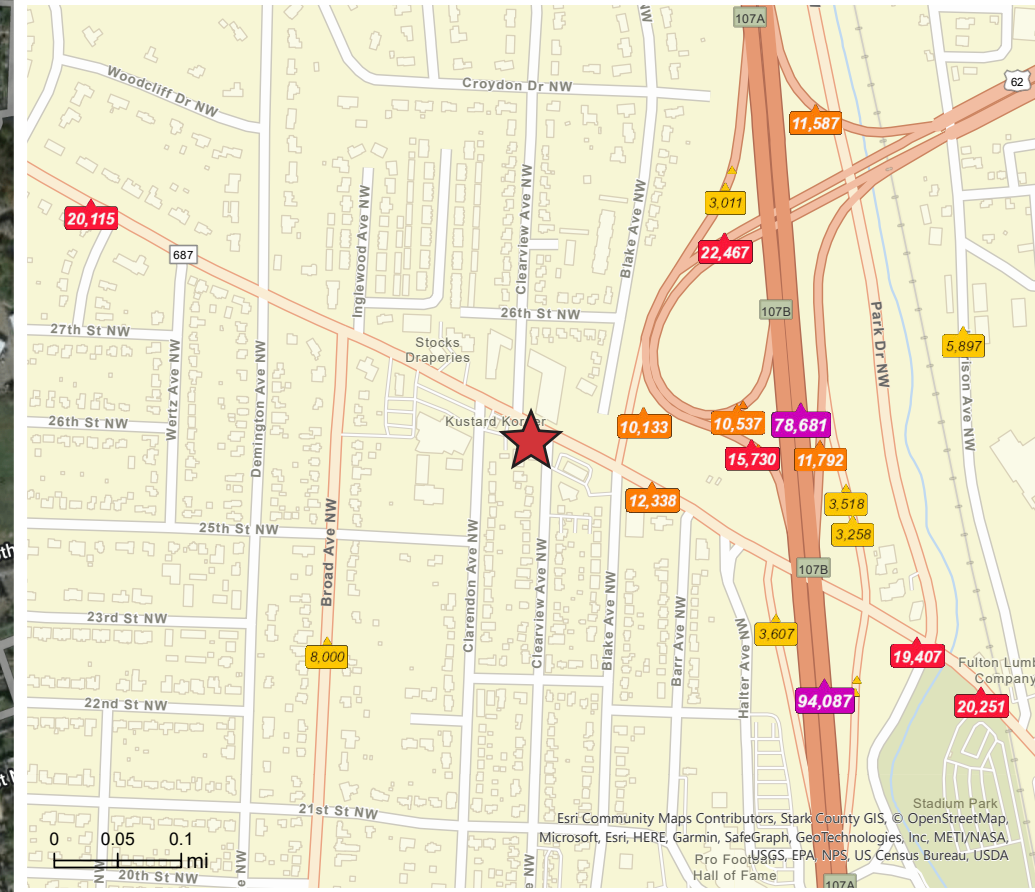 107A
62
Woodcliff Dr NW
Croydon Dr NW
NW
11,587
3,011
20,115
Clearview Ave NW
Inglewood Ave NW
Blake Ave NW
22,467
687
107B
26th St NW
27th St NW
Stocks
Draperies
Park Dr NW
5,897
rison Ave NW
Wertz Ave NW
Demington Ave NW
26th St NW
Kustard Korner
10,133
10,537
78,681
15,730
11,792
12,338
3,518
3,258
25th St NW
Broad Ave NW
Clarendon Ave NW
Clearview Ave NW
Blake Ave NW
Barr Ave NW
Halter Ave NW
107B
23rd St NW
3,607
8,000
19,407
Fulton Lumb
Company
94,087
20,251
22nd St NW
21st St NW
Stadium Park
Esri Community Maps Contributors, Stark County GIS, © OpenStreetMap,
Microsoft, Esri, HERE, Garmin, SafeGraph, GeoTechnologies, Inc, METI/NASA,
USGS, EPA, NPS, US Census Bureau, USDA
Pro Football
Hall of Fame
0 0.05 0.1
mi
NW
e NW
20th St NW
107A